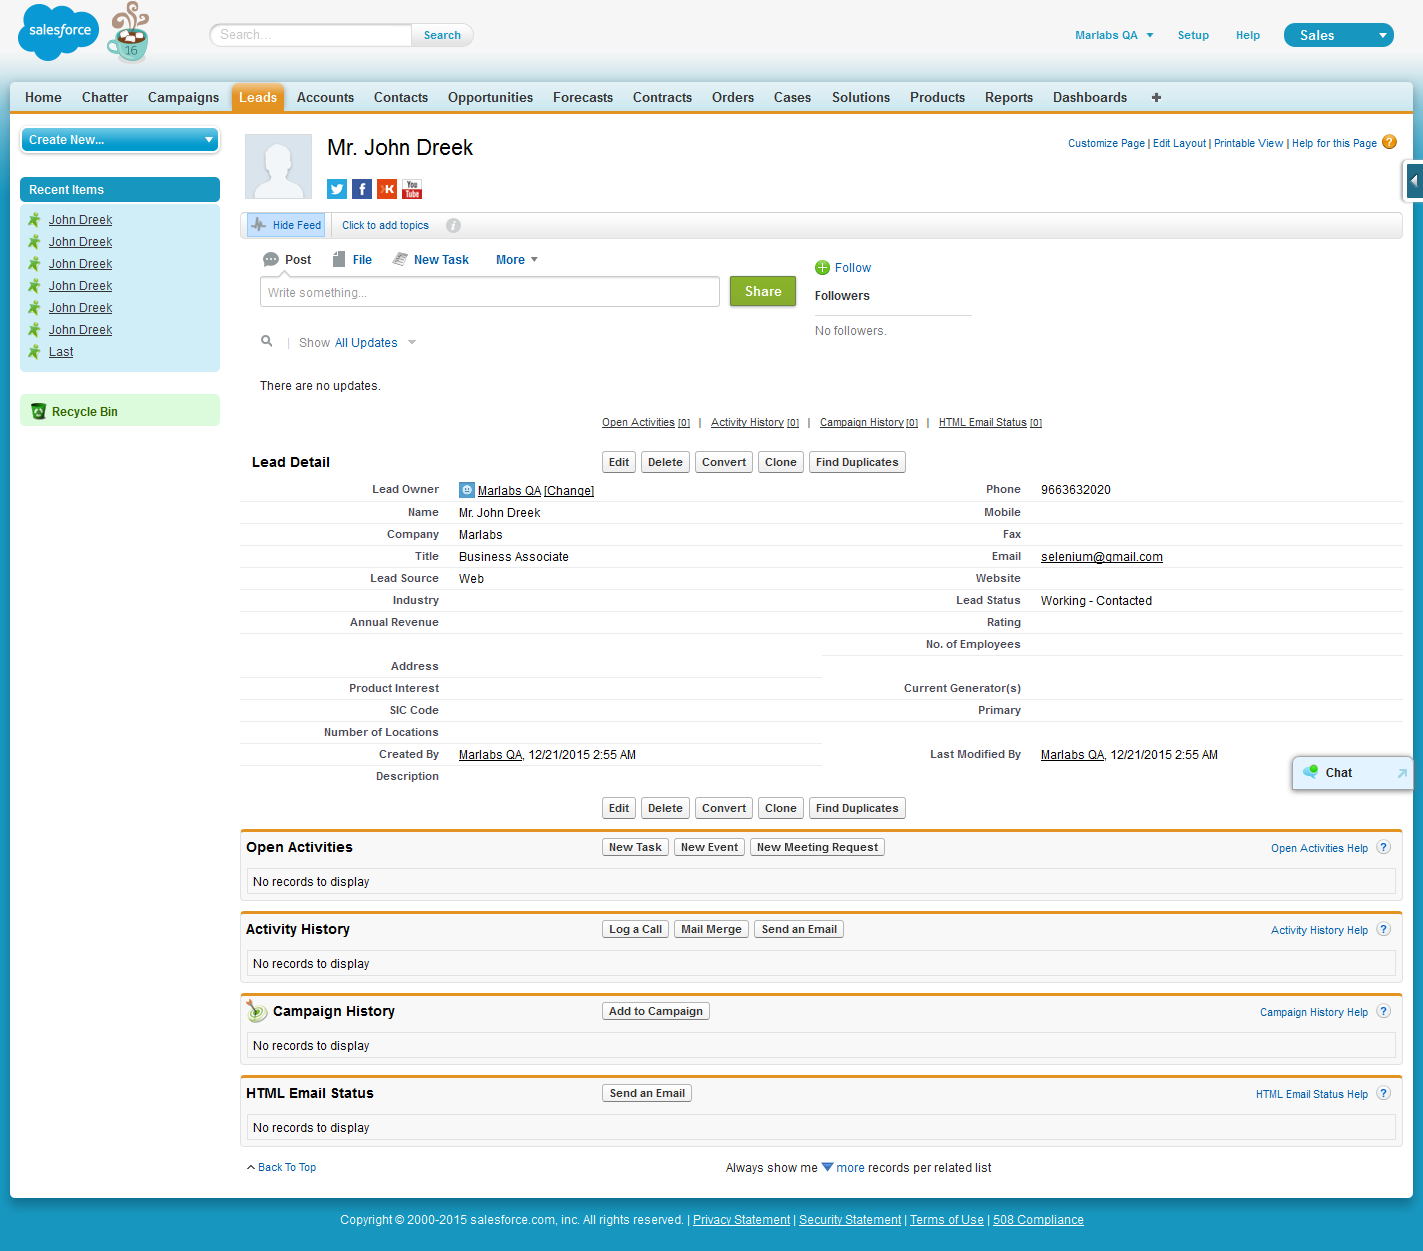 salesforce
16
Search...
Search
Marlabs QA
Setup
Help
Sales
Home Chatter Campaigns Leads Accounts Contacts Opportunities Forecasts Contracts Orders Cases Solutions Products Reports Dashboards +
Create New...
Recent Items
John Dreek
John Dreek
John Dreek
John Dreek
John Dreek
John Dreek
Last
Recycle Bin
Mr. John Dreek
Customize Page | Edit Layout | Printable View | Help for this Page ?
You Tube
Hide Feed Click to add topics i
Post File New Task More
Write something...
Share
Follow
Followers
No followers.
Show All Updates
There are no updates.
Open Activities [0] | Activity History [0] | Campaign History [0] | HTML Email Status [0]
Lead Detail Edit Delete Convert Clone Find Duplicates
Lead Owner Marlabs QA [Change] Phone 9663632020
Name Mr. John Dreek Mobile
Company Marlabs Fax
Title Business Associate Email selenium@gmail.com
Lead Source Web Website
Industry Lead Status Working - Contacted
Annual Revenue Rating
No. of Employees
Address
Product Interest Current Generator(s)
SIC Code Primary
Number of Locations
Created By Marlabs QA, 12/21/2015 2:55 AM Last Modified By Marlabs QA, 12/21/2015 2:55 AM
Chat
Description
Edit Delete Convert Clone Find Duplicates
Open Activities New Task New Event New Meeting Request Open Activities Help ?
No records to display
Activity History Log a Call Mail Merge Send an Email Activity History Help ?
No records to display
Campaign History Add to Campaign Campaign History Help ?
No records to display
HTML Email Status Send an Email HTML Email Status Help ?
No records to display
Back To Top Always show me more records per related list
Copyright © 2000-2015 salesforce.com, inc. All rights reserved. | Privacy Statement | Security Statement | Terms of Use | 508 Compliance